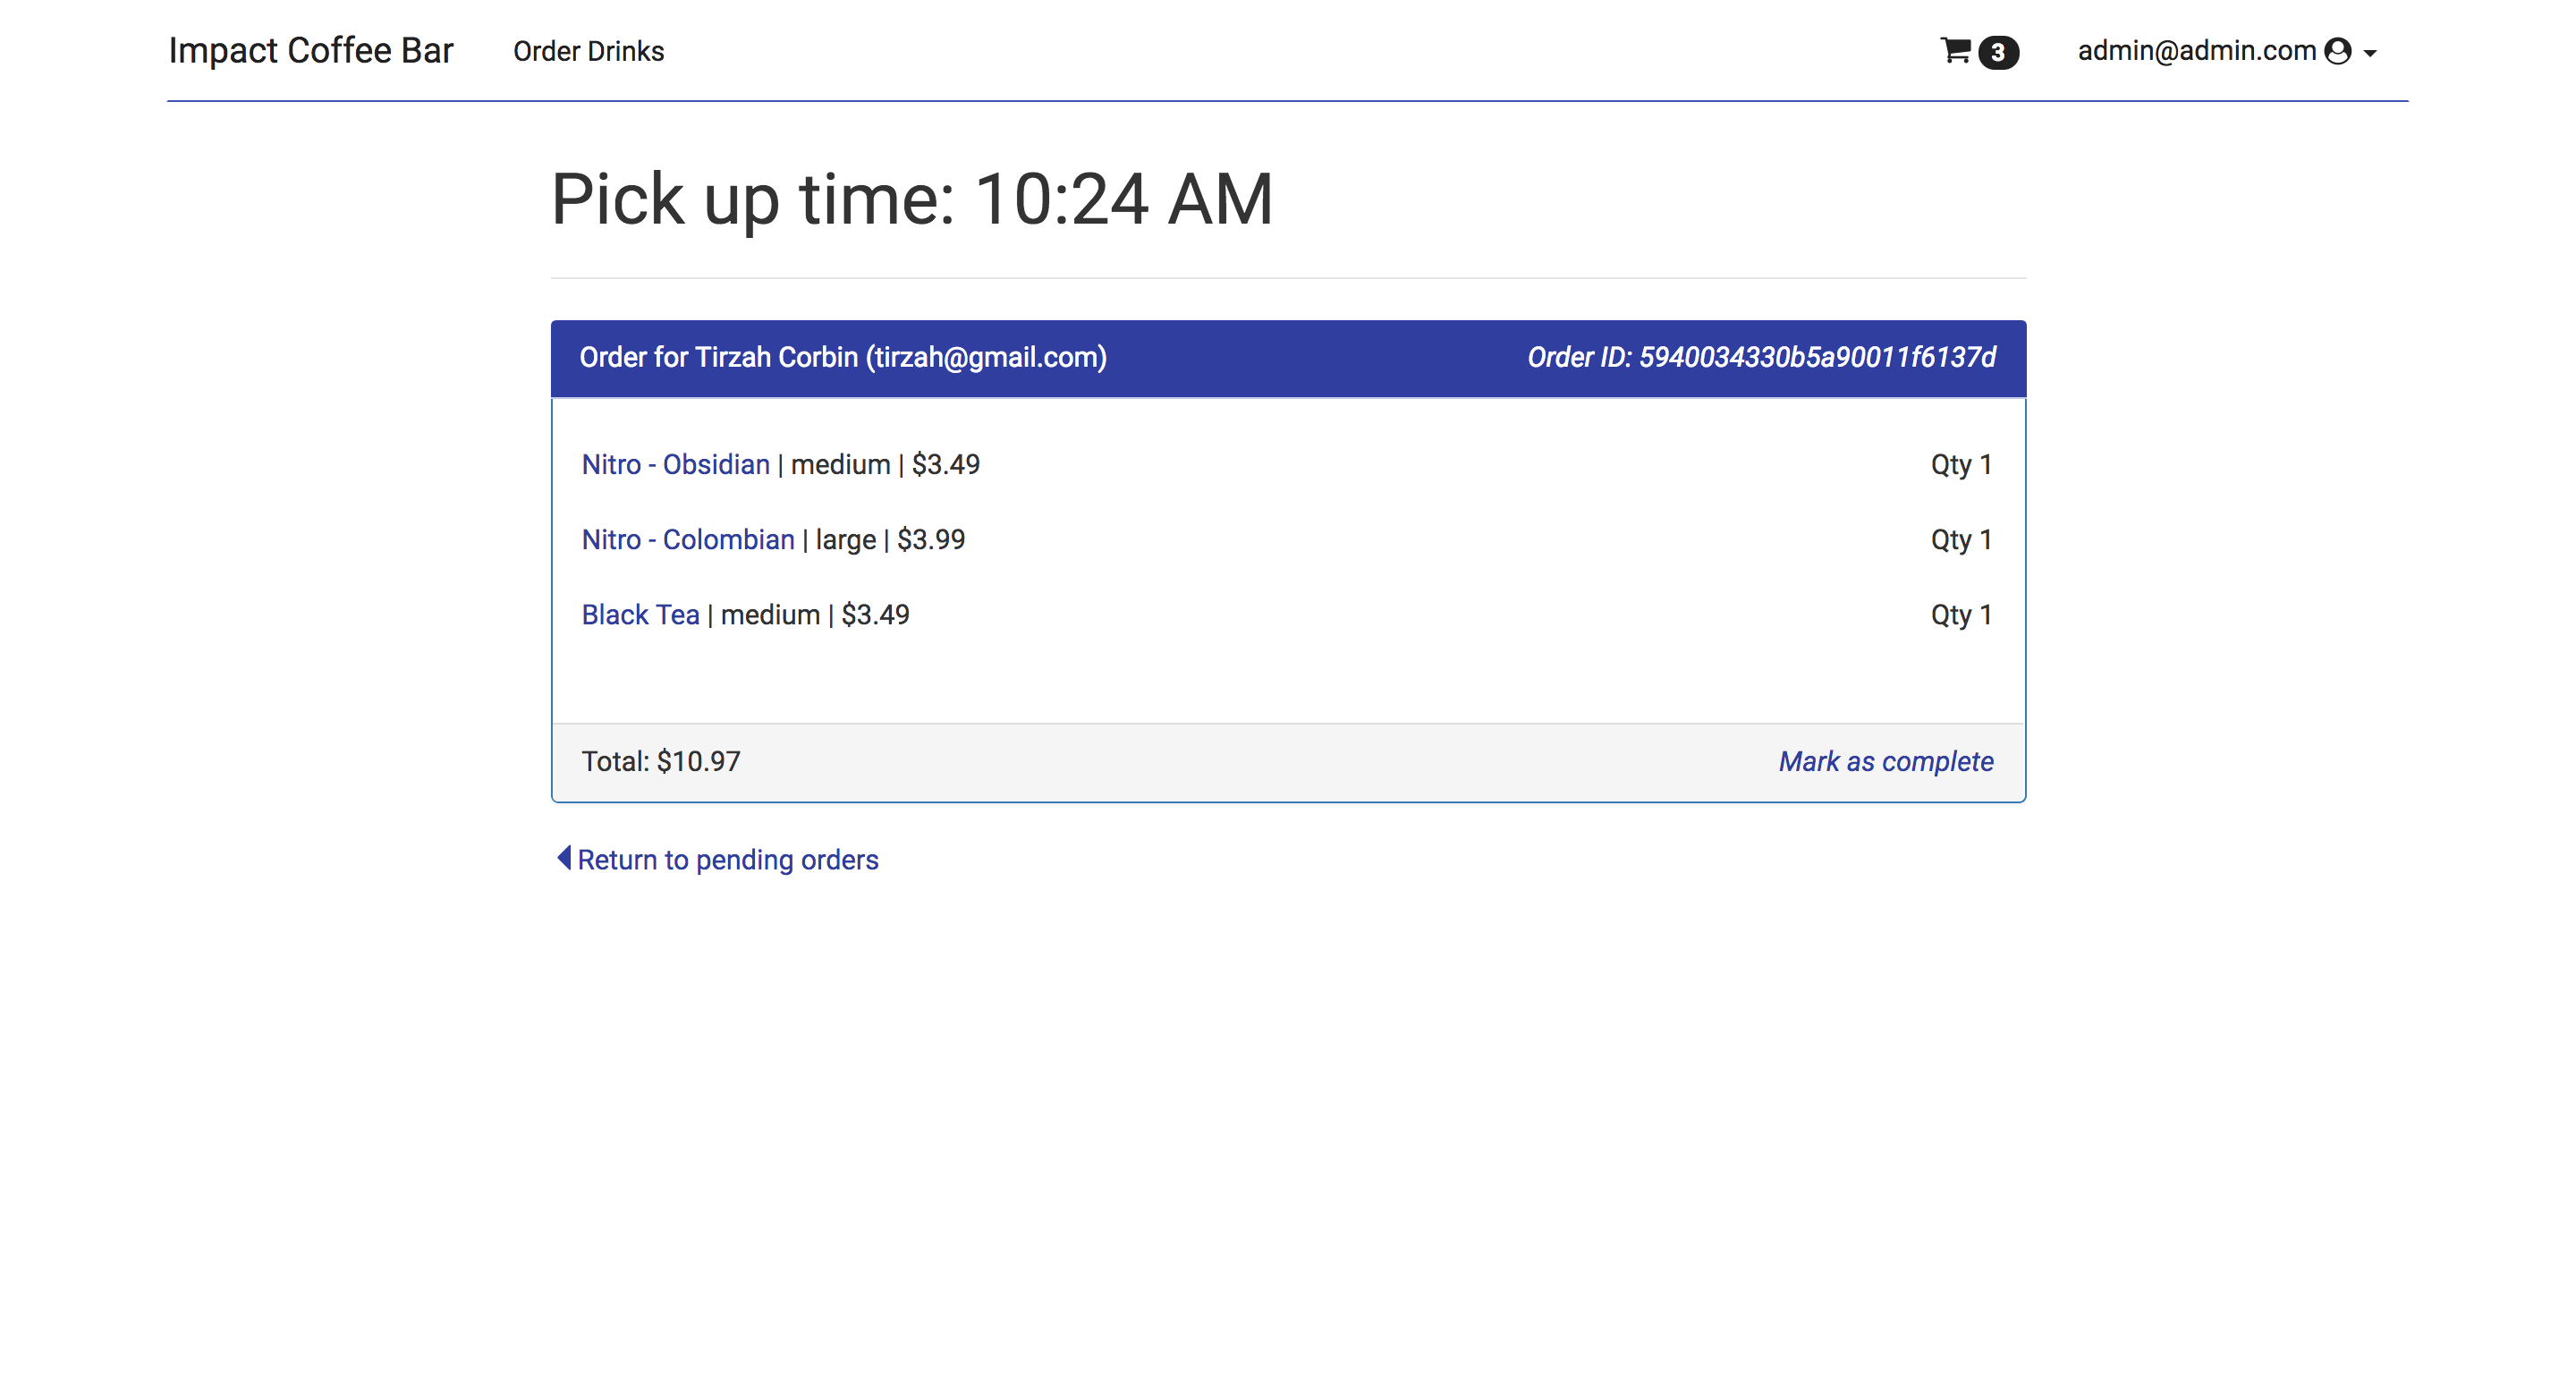 Impact Coffee Bar Order Drinks 3 admin@admin.com
Pick up time: 10:24 AM
Order for Tirzah Corbin (tirzah@gmail.com) Order ID: 5940034330b5a90011f6137d
Nitro - Obsidian | medium | $3.49 Qty 1
Nitro - Colombian | large | $3.99 Qty 1
Black Tea | medium | $3.49 Qty 1
Total: $10.97 Mark as complete
Return to pending orders